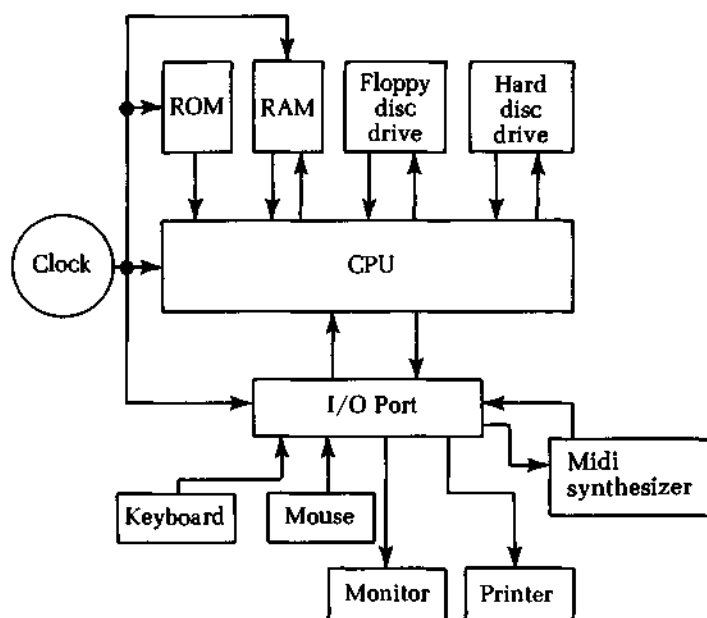 ROM
RAM
Floppy
disc
drive
Hard
disc
drive
Clock
CPU
I/O Port
Midi
synthesizer
Keyboard
Mouse
Monitor
Printer